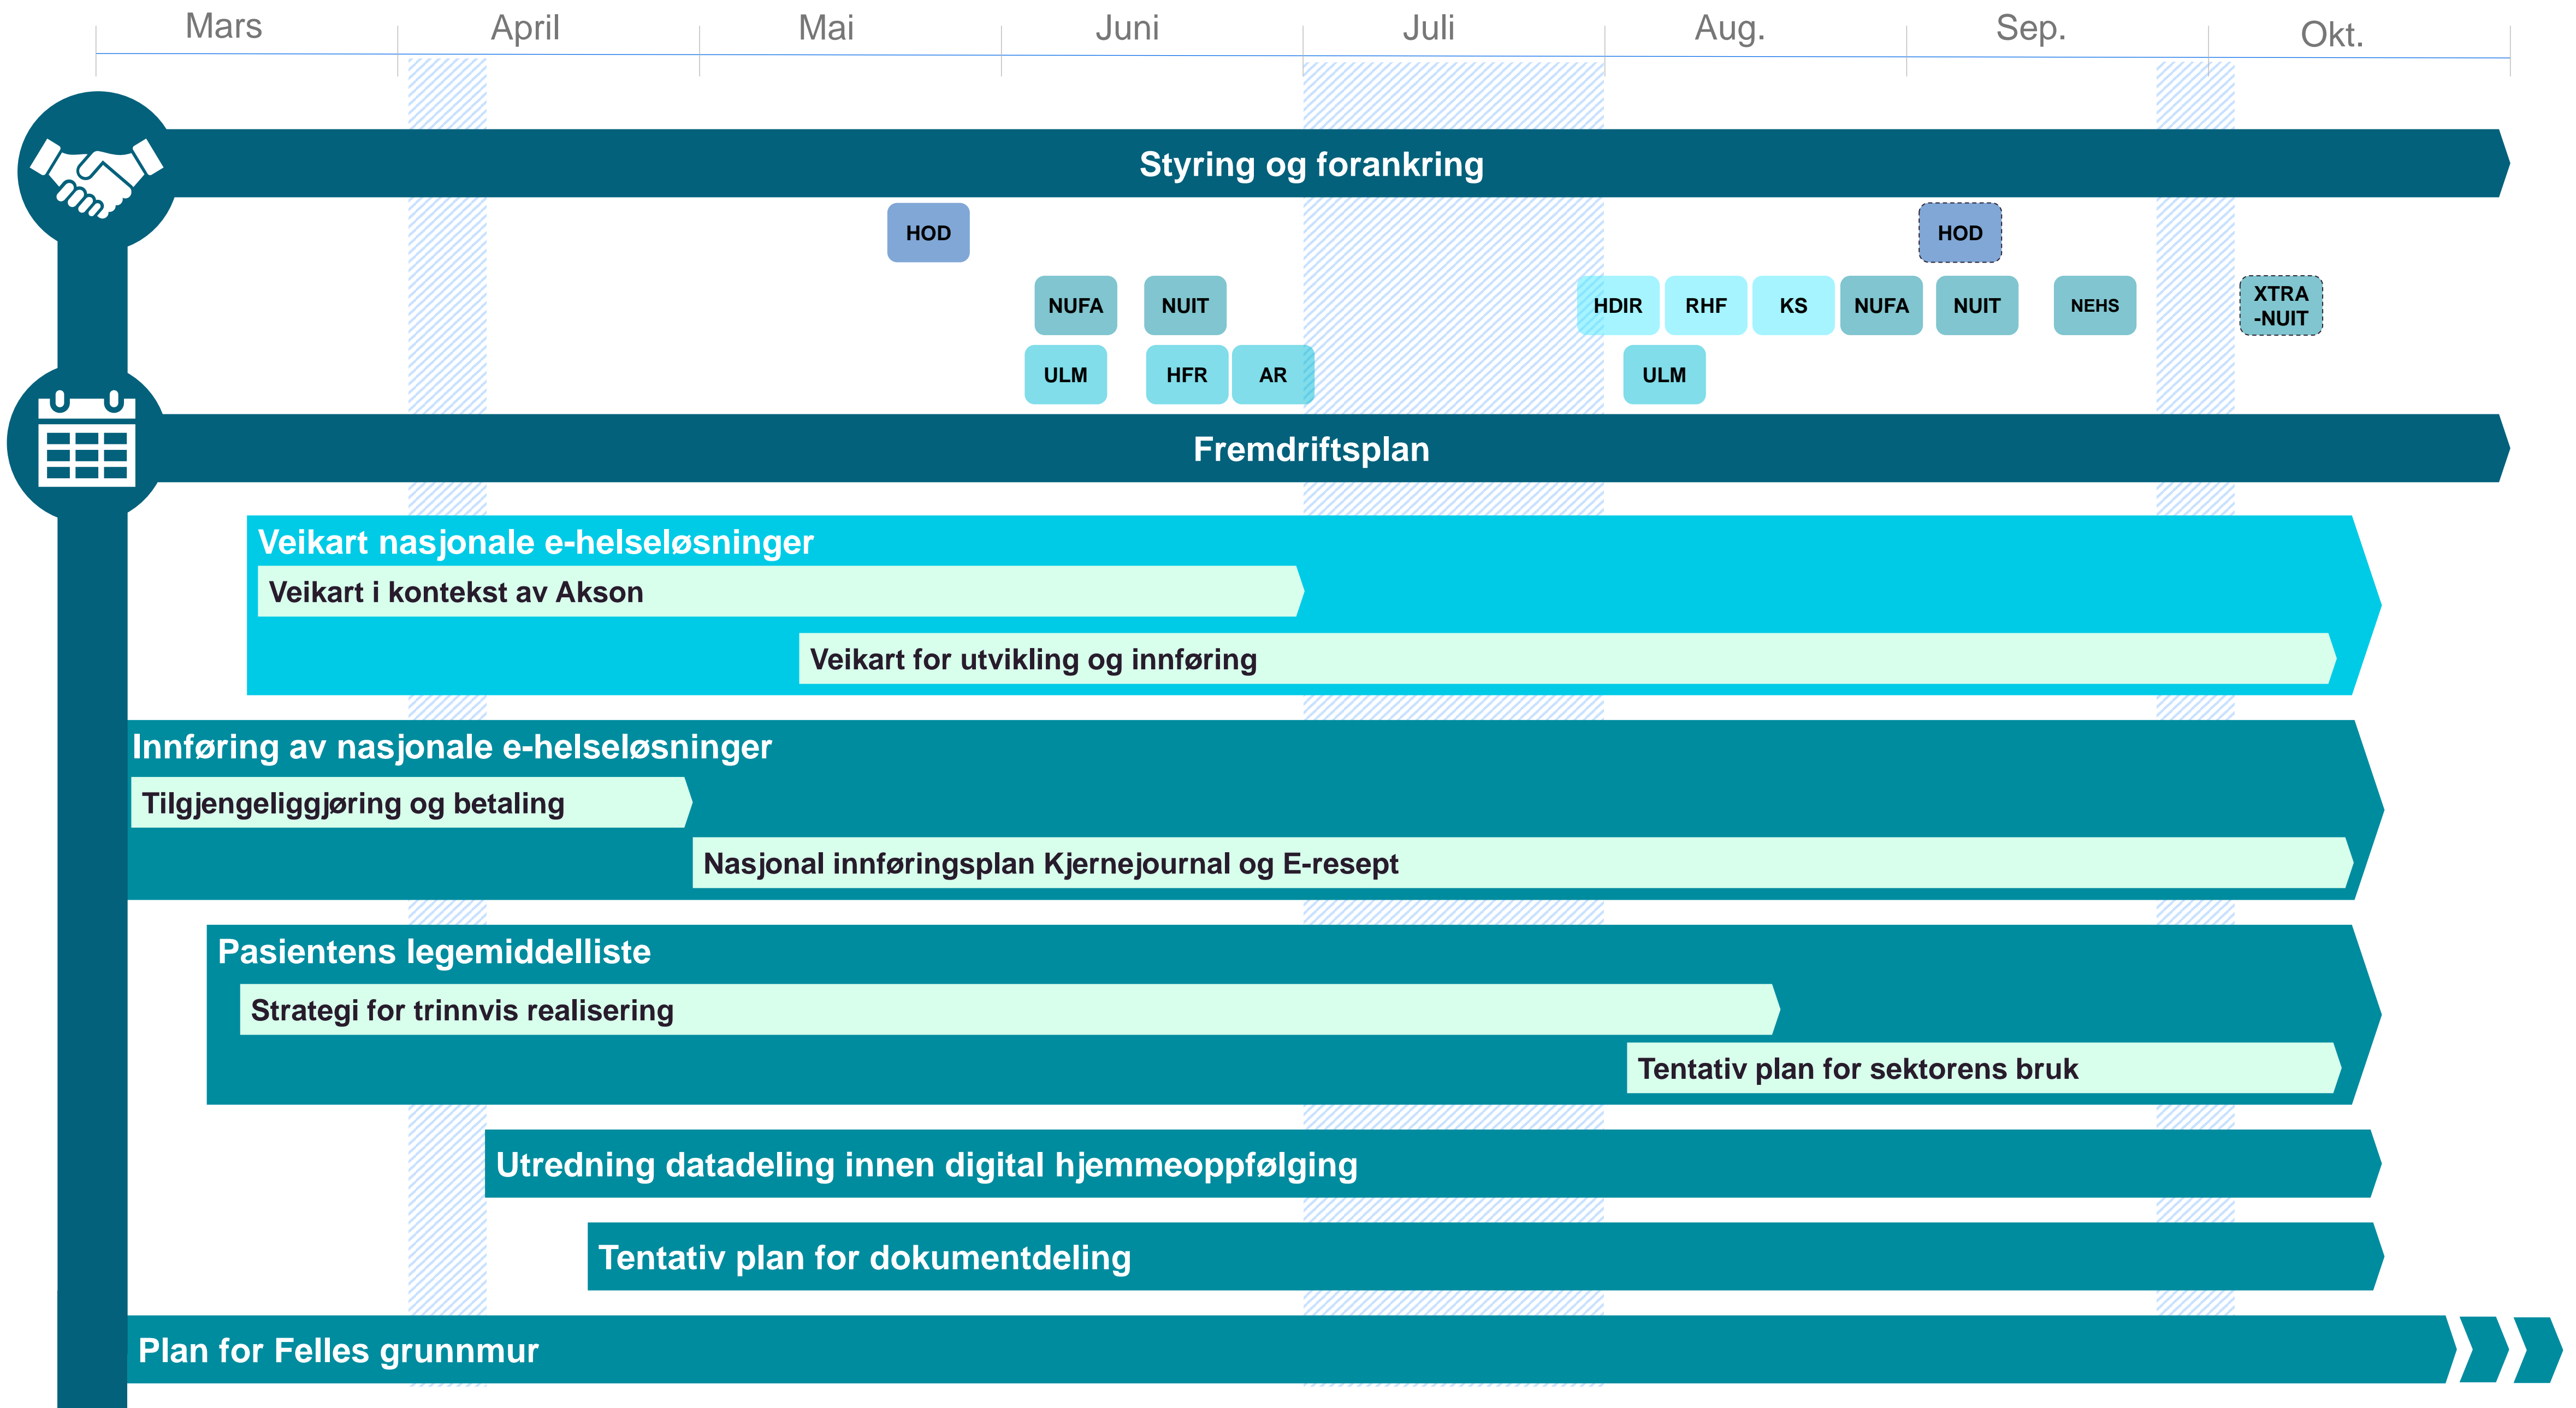 Mars
April
Mai
Juni
Juli
Aug.
Sep.
Okt.
Styring og forankring
HOD
HOD
NUFA
NUIT
HDIR
RHF
KS
NUFA
NUIT
NEHS
XTRA
-NUIT
ULM
HFR
AR
ULM
Fremdriftsplan
Veikart nasjonale e-helseløsninger
Veikart i kontekst av Akson
Veikart for utvikling og innføring
Innføring av nasjonale e-helseløsninger
Tilgjengeliggjøring og betaling
Nasjonal innføringsplan Kjernejournal og E-resept
Pasientens legemiddelliste
Strategi for trinnvis realisering
Tentativ plan for sektorens bruk
Utredning datadeling innen digital hjemmeoppfølging
Tentativ plan for dokumentdeling
Plan for Felles grunnmur